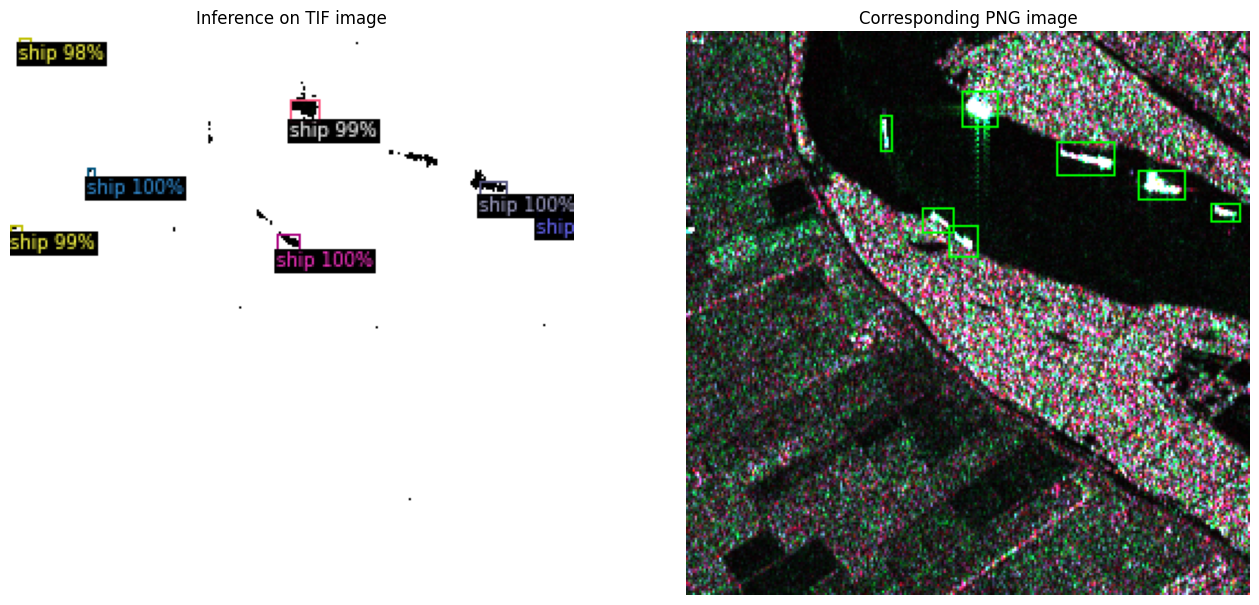 Inference on TIF image
Corresponding PNG image
ship 98%
ship 99%
ship 100%
ship 100%
ship
ship 99%
ship 100%